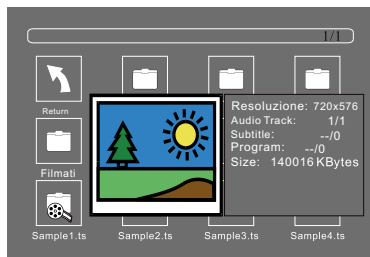 1/1
Return
Filmati
Resoluzione: 720x576
Audio Track: 1/1
Subtitle: --/0
Program: --/0
Size: 140016 KBytes
Sample1.ts Sample2.ts Sample3.ts Sample4.ts